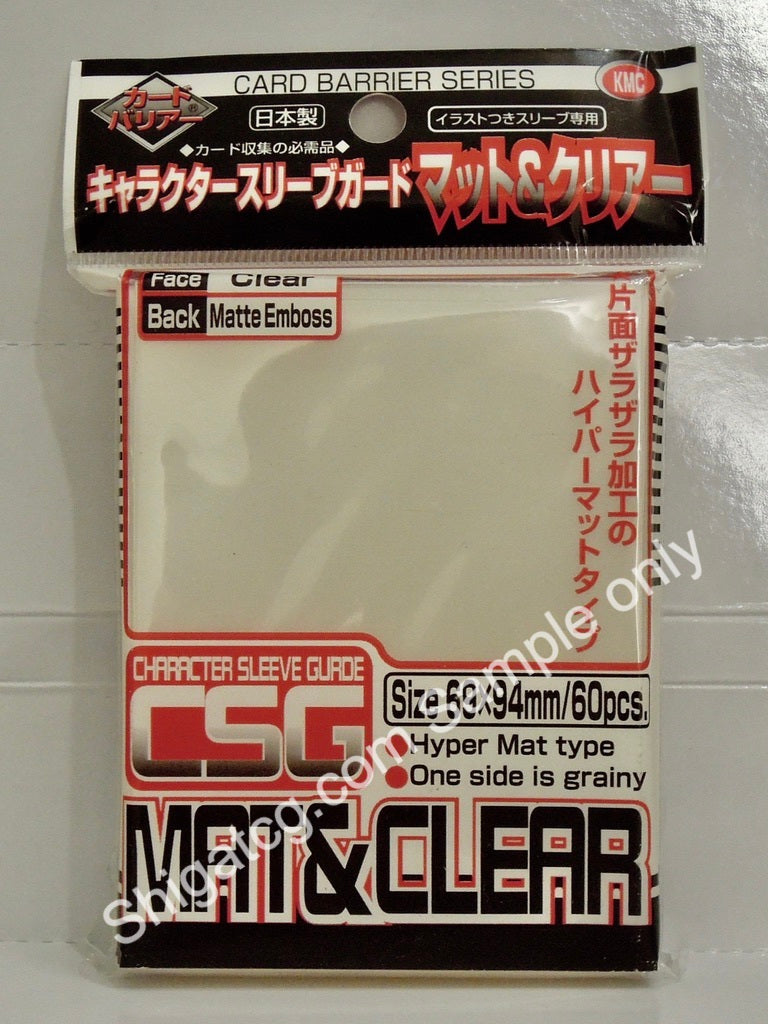 CARD BARRIER SERIES
KMC
カード
バリアー®
日本製
イラストつきスリーブ専用
◆カード収集の必需品◆
キャラクタースリーブガード マット&クリアー
Face Clear
Back Matte Emboss
片面ザラザラ加工の
ハイパーマットタイプ
CHARACTER SLEEVE GURDE
CSG
Size 69×94mm/60pcs.
●Hyper Mat type
●One side is grainy
MAT&CLEAR
Shigatcg.com Sample only